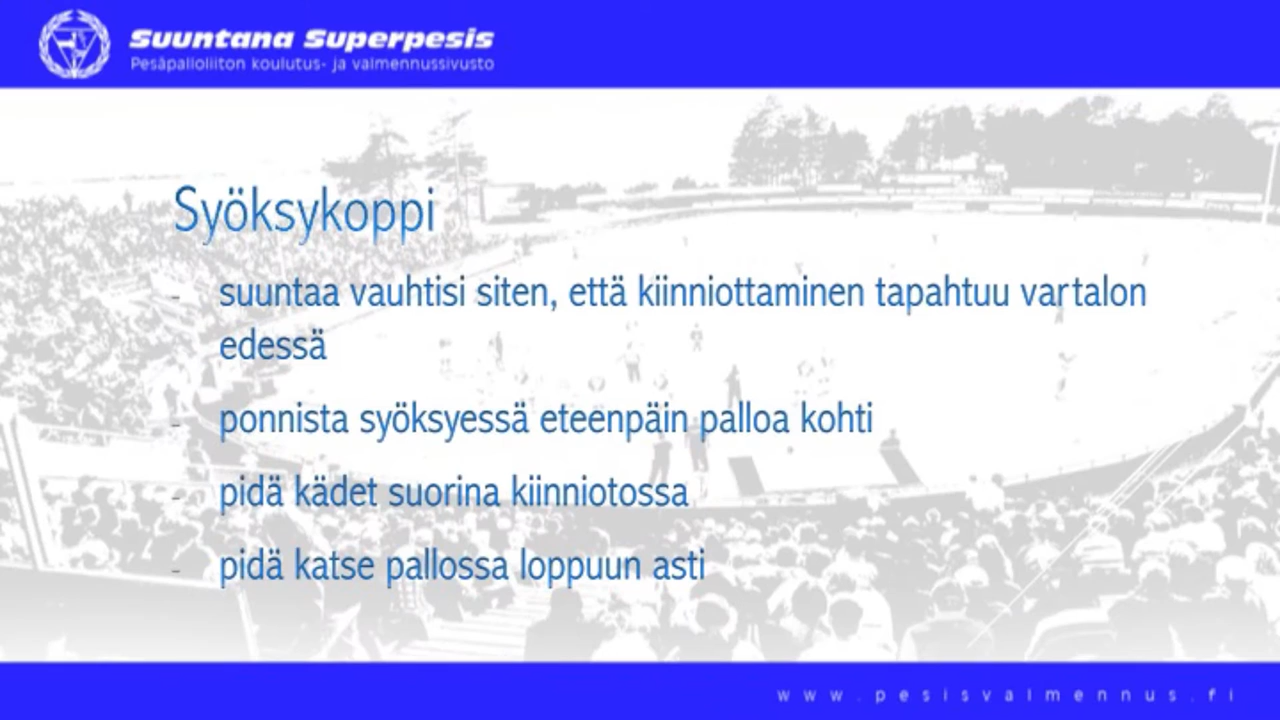 Suuntana Superpesis
Pesäpalloliiton koulutus- ja valmennussivusto
Syöksykoppi
- suuntaa vauhtisi siten, että kiinniottaminen tapahtuu vartalon
edessä
- ponnista syöksyessä eteenpäin palloa kohti
- pidä kädet suorina kiinniotossa
- pidä katse pallossa loppuun asti
www.pesisvalmennus.fi